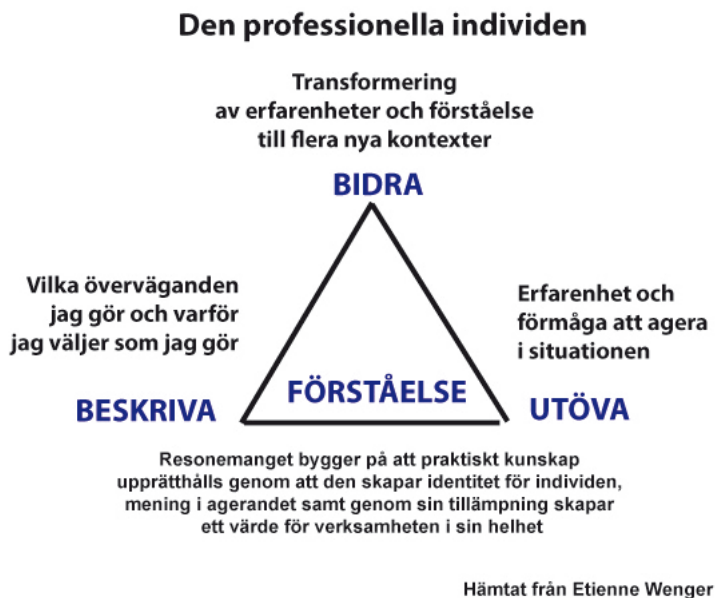 Den professionella individen
Transformering
av erfarenheter och förståelse
till flera nya kontexter
BIDRA
Vilka överväganden
jag gör och varför
jag väljer som jag gör
Erfarenhet och
förmåga att agera
i situationen
BESKRIVA
FÖRSTÅELSE
UTÖVA
Resonemanget bygger på att praktiskt kunskap
upprätthålls genom att den skapar identitet för individen,
mening i agerandet samt genom sin tillämpning skapar
ett värde för verksamheten i sin helhet
Hämtat från Etienne Wenger